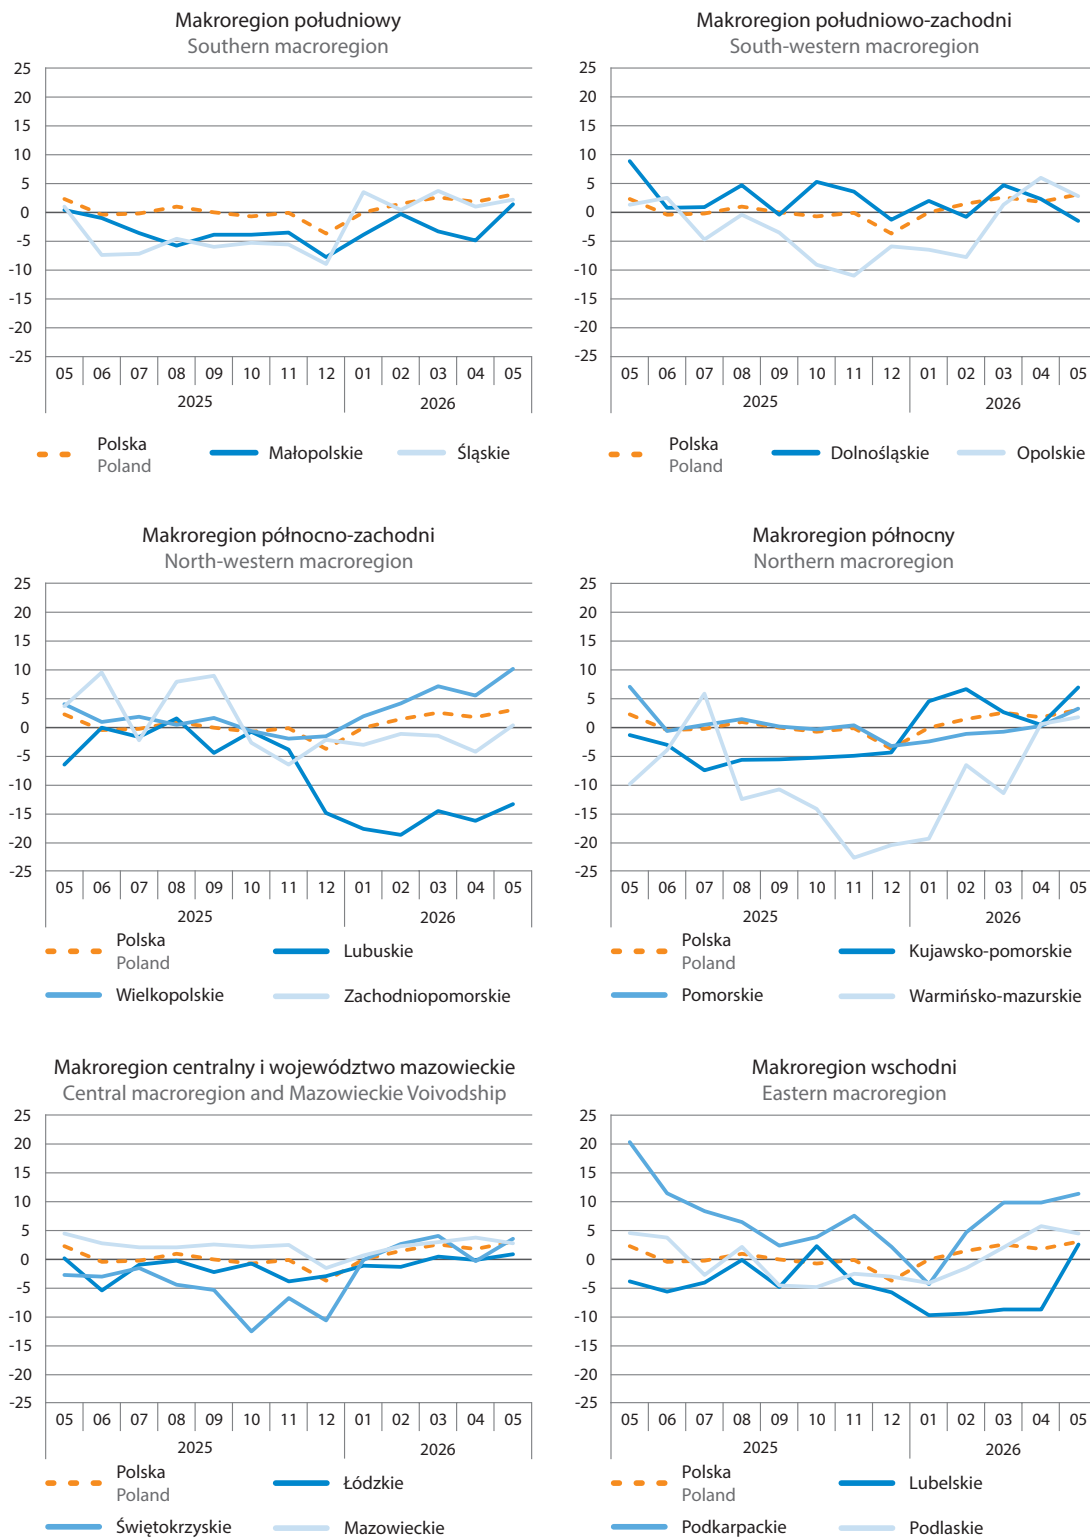 Makroregion południowy
Southern macroregion
25
20
15
10
5
0
-5
-10
-15
-20
-25
05 06 07 08 09 10 11 12 01 02 03 04 05
2025 2026
Polska
Poland
Małopolskie
Śląskie
Makroregion południowo-zachodni
South-western macroregion
25
20
15
10
5
0
-5
-10
-15
-20
-25
05 06 07 08 09 10 11 12 01 02 03 04 05
2025 2026
Polska
Poland
Dolnośląskie
Opolskie
Makroregion północno-zachodni
North-western macroregion
25
20
15
10
5
0
-5
-10
-15
-20
-25
05 06 07 08 09 10 11 12 01 02 03 04 05
2025 2026
Polska
Poland
Lubuskie
Wielkopolskie
Zachodniopomorskie
Makroregion północny
Northern macroregion
25
20
15
10
5
0
-5
-10
-15
-20
-25
05 06 07 08 09 10 11 12 01 02 03 04 05
2025 2026
Polska
Poland
Kujawsko-pomorskie
Pomorskie
Warmińsko-mazurskie
Makroregion centralny i województwo mazowieckie
Central macroregion and Mazowieckie Voivodship
25
20
15
10
5
0
-5
-10
-15
-20
-25
05 06 07 08 09 10 11 12 01 02 03 04 05
2025 2026
Polska
Poland
Łódzkie
Świętokrzyskie
Mazowieckie
Makroregion wschodni
Eastern macroregion
25
20
15
10
5
0
-5
-10
-15
-20
-25
05 06 07 08 09 10 11 12 01 02 03 04 05
2025 2026
Polska
Poland
Lubelskie
Podkarpackie
Podlaskie